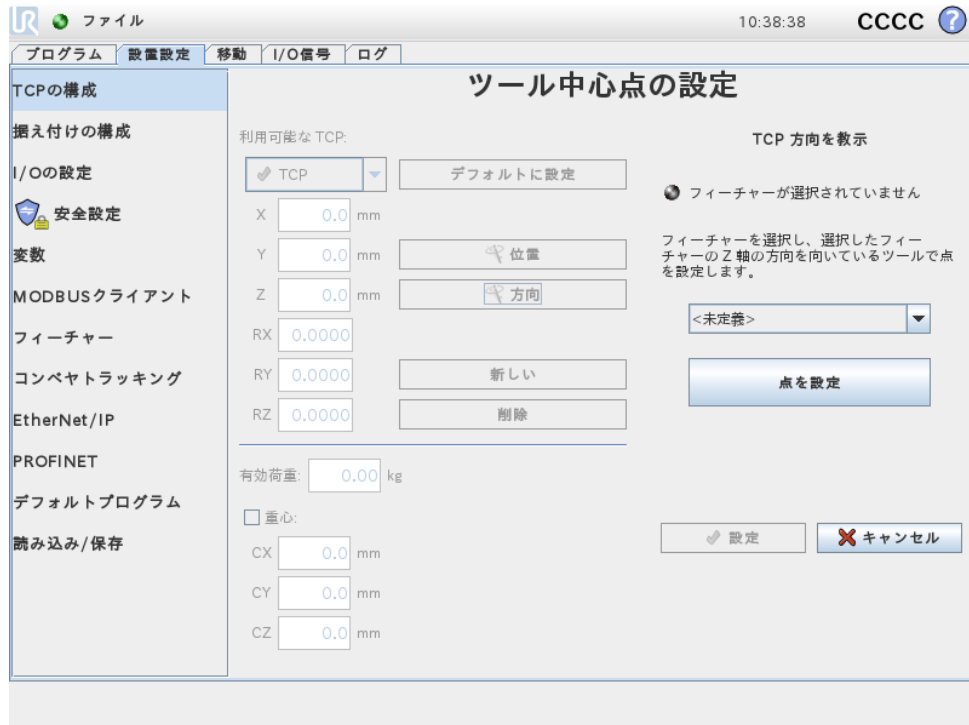 UR ファイル 10:38:38 CCCC ?
プログラム 設置設定 移動 I/O信号 ログ
TCPの構成
据え付けの構成
I/Oの設定
安全設定
変数
MODBUSクライアント
フィーチャー
コンベヤトラッキング
EtherNet/IP
PROFINET
デフォルトプログラム
読み込み/保存
ツール中心点の設定
利用可能な TCP:
TCP デフォルトに設定
X 0.0 mm
Y 0.0 mm 位置
Z 0.0 mm 方向
RX 0.0000
RY 0.0000 新しい
RZ 0.0000 削除
有効荷重: 0.00 kg
重心:
CX 0.0 mm
CY 0.0 mm
CZ 0.0 mm
TCP 方向を教示
フィーチャーが選択されていません
フィーチャーを選択し、選択したフィー
チャーの Z 軸の方向を向いているツールで点
を設定します。
<未定義>
点を設定
設定 キャンセル